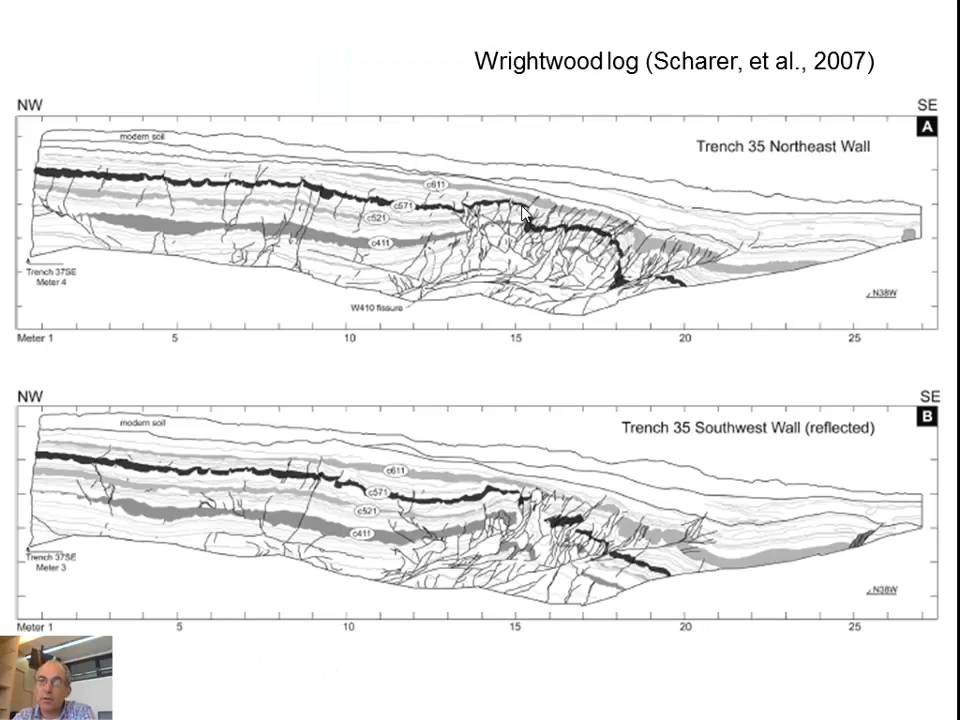 Wrightwood log (Scharer, et al., 2007)
NW
SE
A
modern soil
Trench 35 Northeast Wall
c611
c571
c521
c411
Trench 37SE
Meter 4
W410 fissure
N38W
Meter 1 5 10 15 20 25
NW
SE
B
modern soil
Trench 35 Southwest Wall (reflected)
c611
c571
c521
c411
Trench 37SE
Meter 3
N38W
Meter 1 5 10 15 20 25